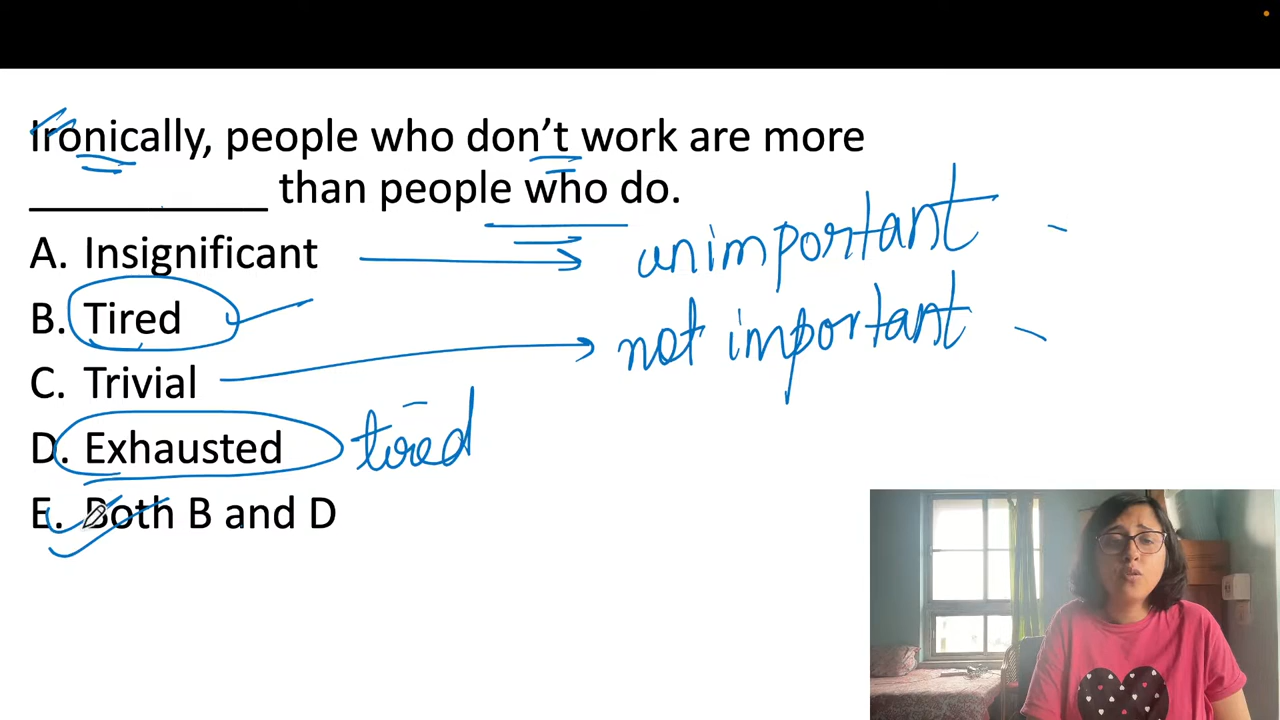 Ironically, people who don’t work are more
____________ than people who do.
A. Insignificant
unimportant
B. Tired
not important
C. Trivial
D. Exhausted
tired
E. Both B and D